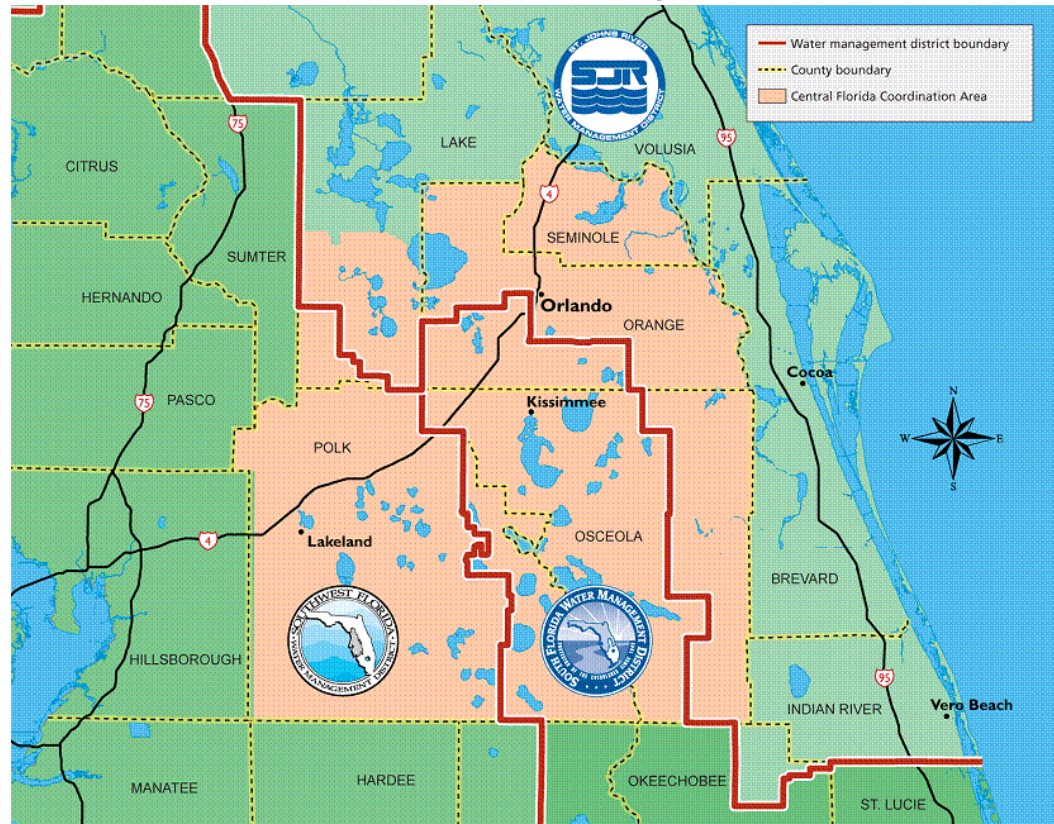 ST. JOHNS RIVER
SJR
WATER MANAGEMENT DISTRICT
Water management district boundary
County boundary
Central Florida Coordination Area
75
95
LAKE
VOLUSIA
CITRUS
4
SEMINOLE
SUMTER
HERNANDO
Orlando
ORANGE
Cocoa
75
PASCO
Kissimmee
N
W
E
S
POLK
4
Lakeland
OSCEOLA
BREVARD
SOUTHWEST FLORIDA
WATER MANAGEMENT DISTRICT
SOUTH FLORIDA WATER MANAGEMENT DISTRICT
HILLSBOROUGH
95
INDIAN RIVER
Vero Beach
MANATEE
HARDEE
OKEECHOBEE
ST. LUCIE